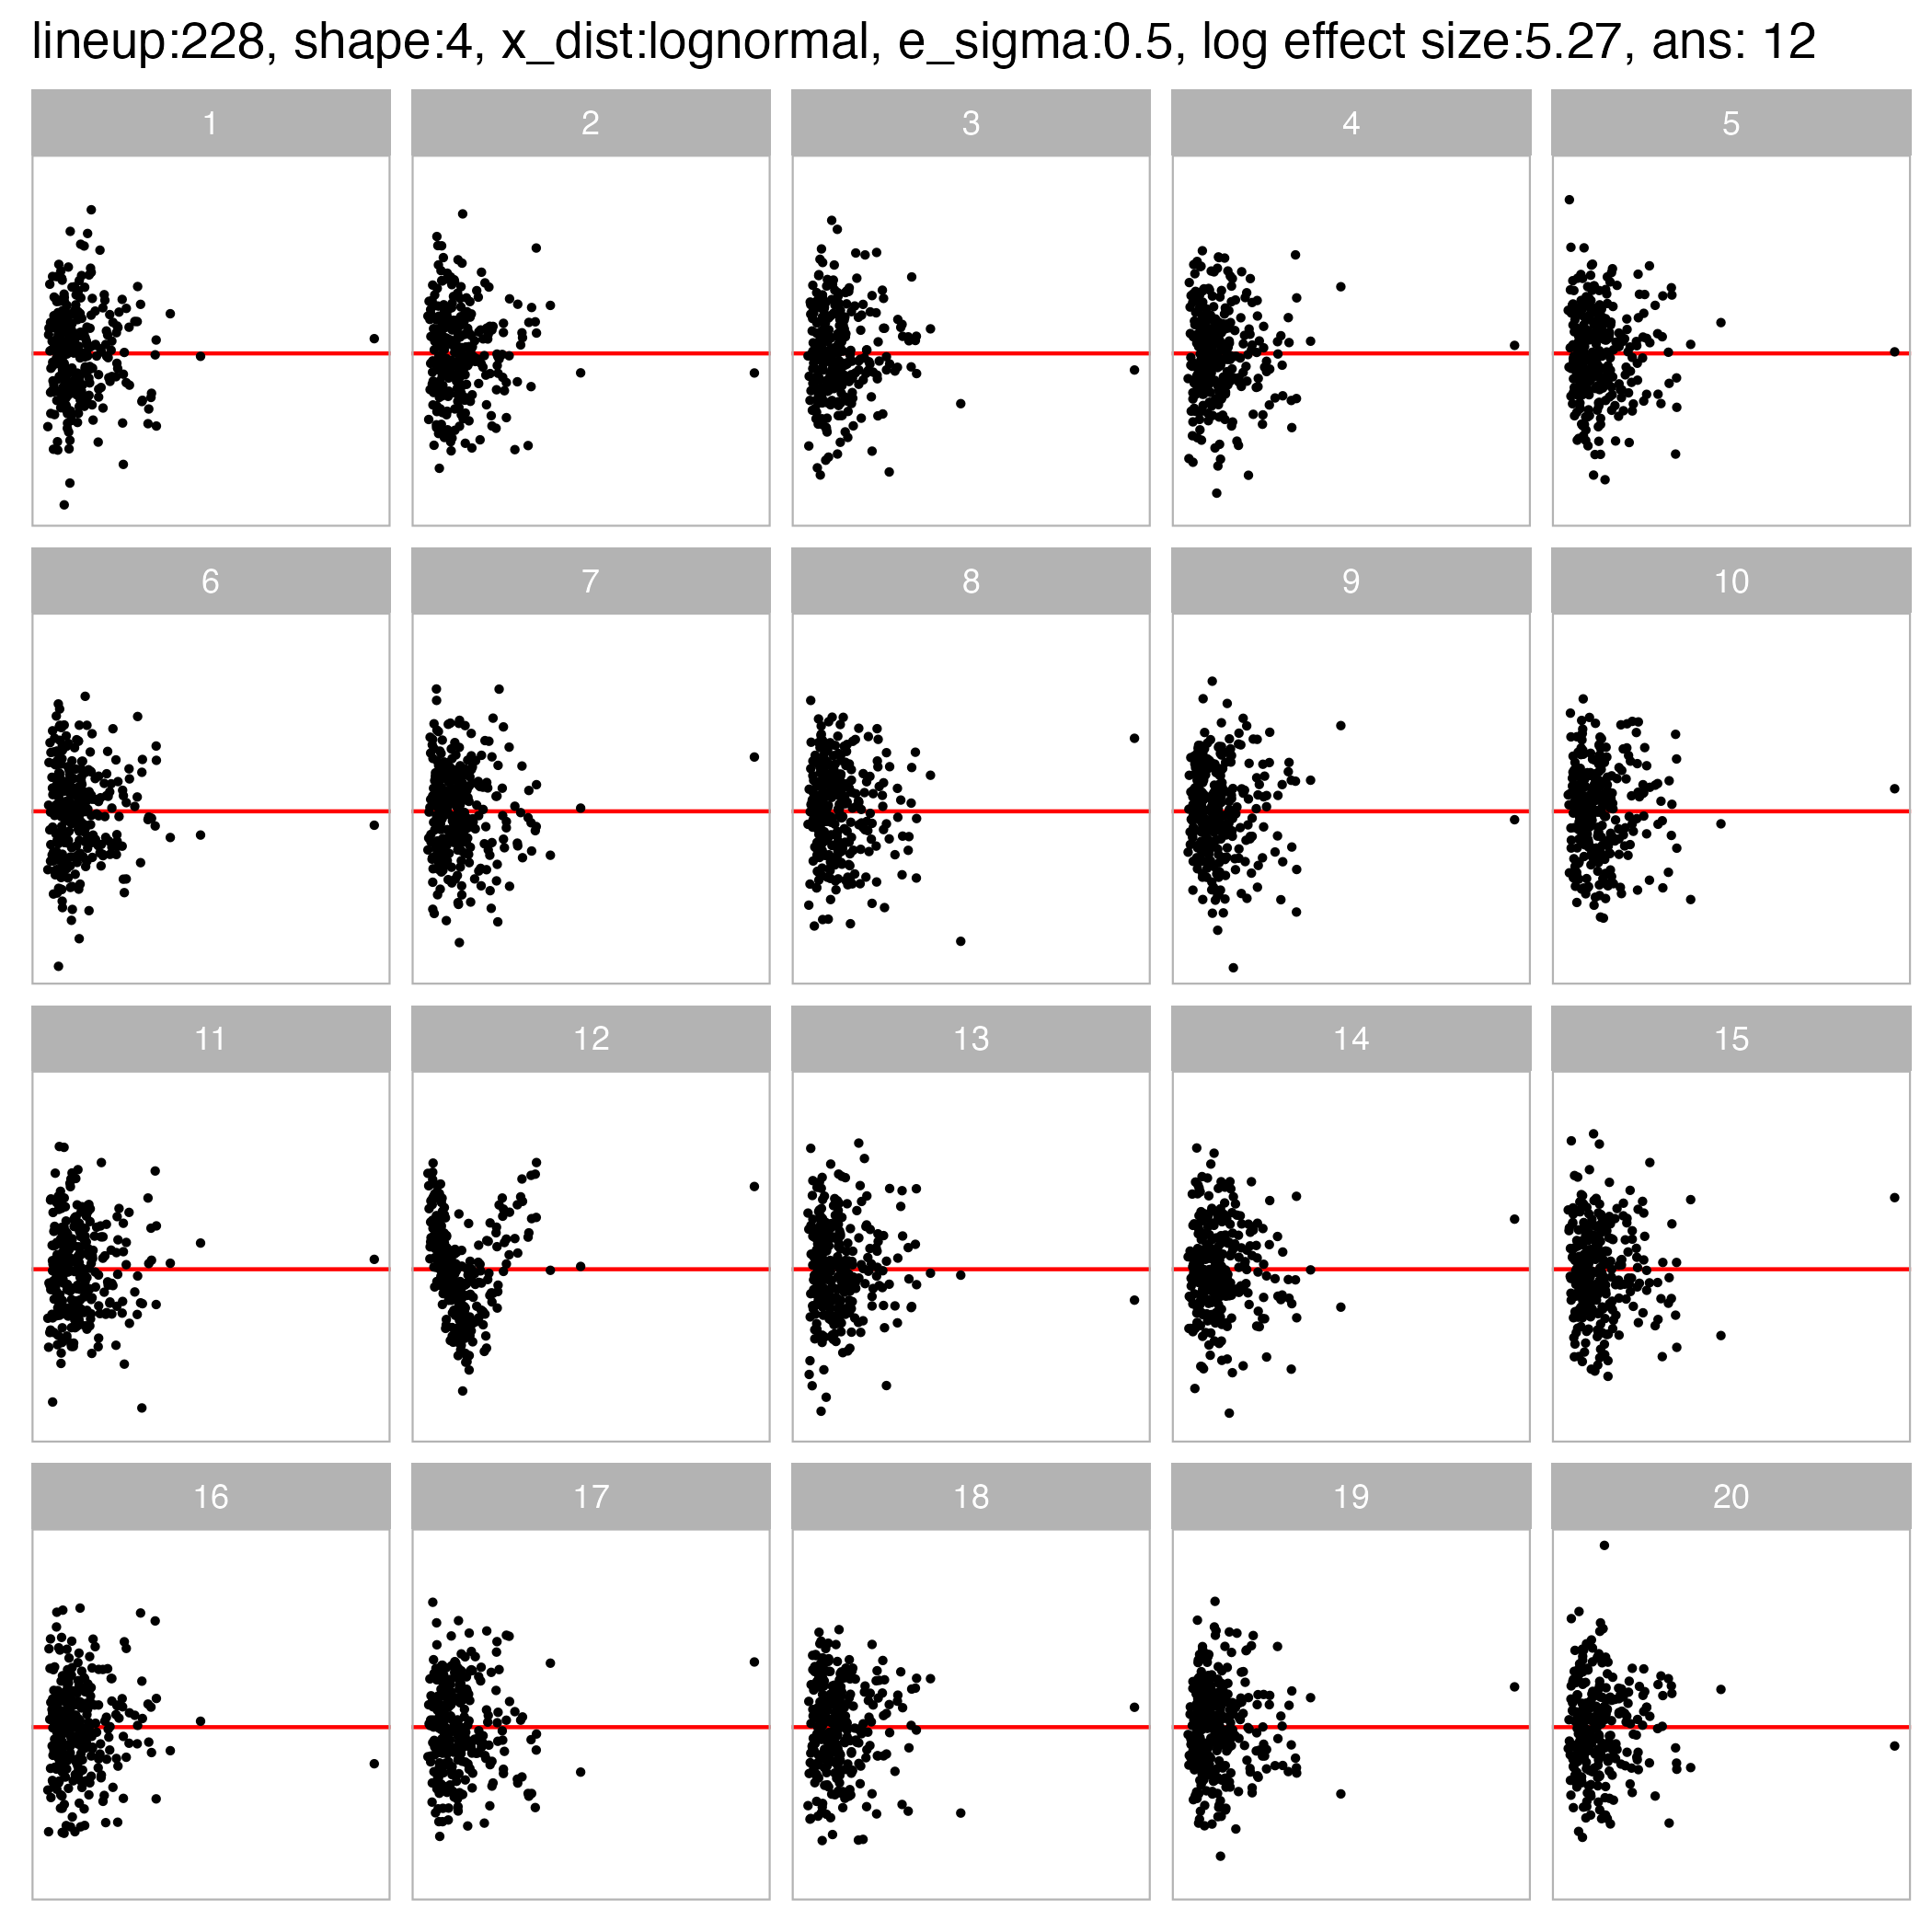 lineup:228, shape:4, x_dist:lognormal, e_sigma:0.5, log effect size:5.27, ans: 12
1 2 3 4 5
6 7 8 9 10
11 12 13 14 15
16 17 18 19 20